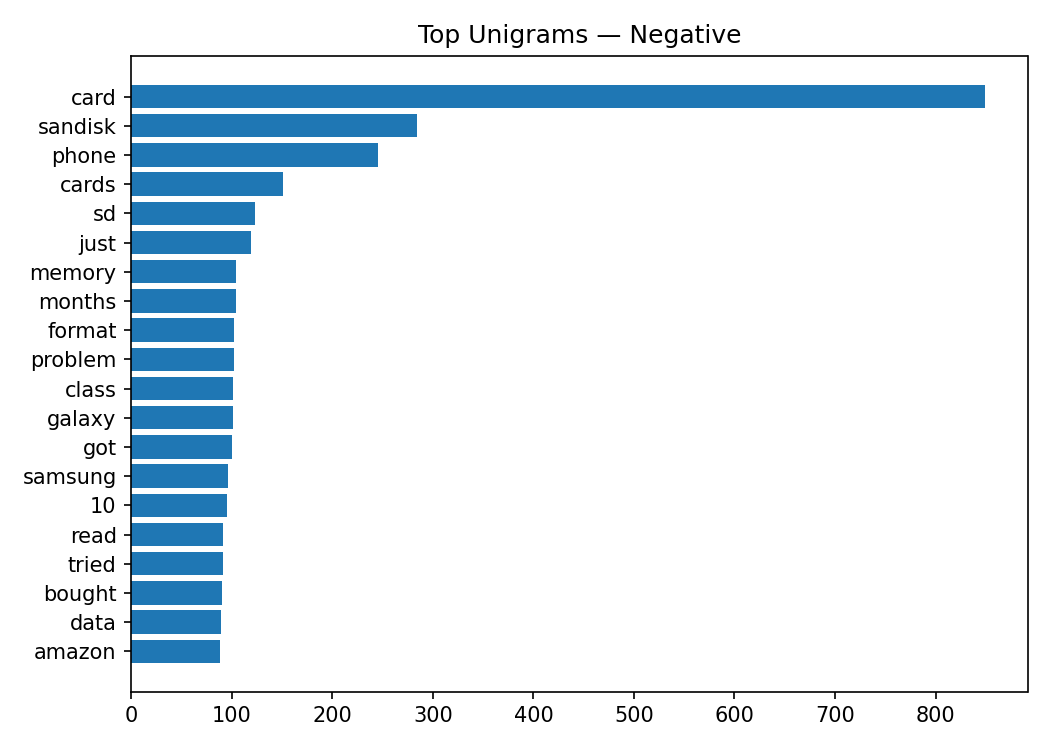 Top Unigrams — Negative
card
sandisk
phone
cards
sd
just
memory
months
format
problem
class
galaxy
got
samsung
10
read
tried
bought
data
amazon
0 100 200 300 400 500 600 700 800